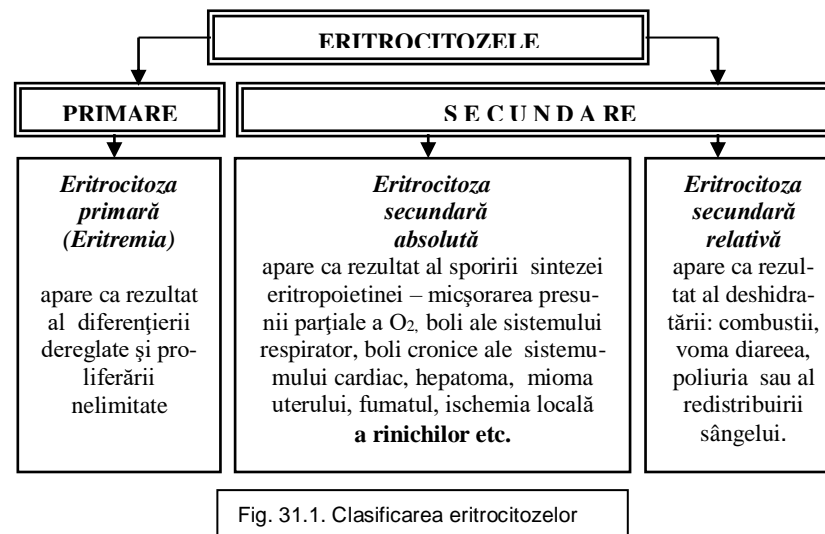 ERITROCITOZELE
PRIMARE
S E C U N D A RE
Eritrocitoza
primară
(Eritremia)
apare ca rezultat
al diferenţierii
dereglate şi pro-
liferării
nelimitate
Eritrocitoza
secundară
absolută
apare ca rezultat al sporirii sintezei
eritropoietinei – micşorarea presu-
nii parţiale a O2, boli ale sistemului
respirator, boli cronice ale sistemu-
mului cardiac, hepatoma, mioma
uterului, fumatul, ischemia locală
a rinichilor etc.
Eritrocitoza
secundară
relativă
apare ca rezul-
tat al deshidra-
tării: combustii,
voma diareea,
poliuria sau al
redistribuirii
sângelui.
Fig. 31.1. Clasificarea eritrocitozelor